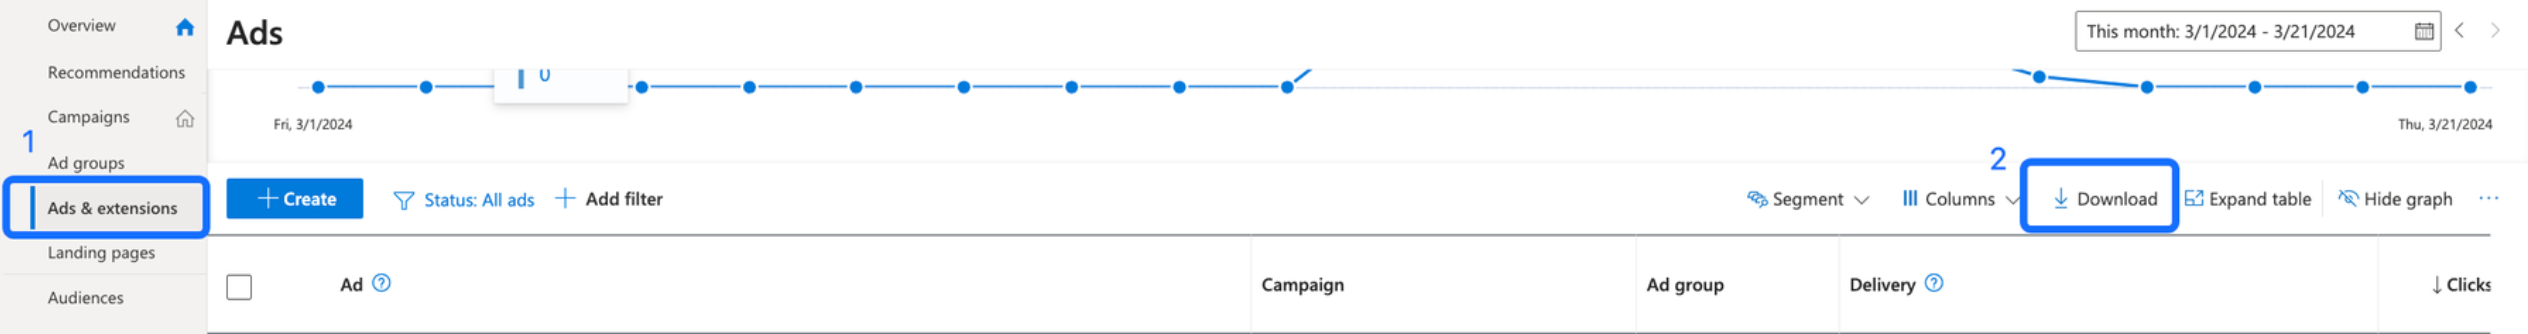 Overview
Recommendations
Campaigns
1
Ad groups
Ads & extensions
Landing pages
Audiences
Ads
This month: 3/1/2024 - 3/21/2024
0
Fri, 3/1/2024
Thu, 3/21/2024
2
Create
Status: All ads
Add filter
Segment
Columns
Download
Expand table
Hide graph
Ad
Campaign
Ad group
Delivery
Clicks